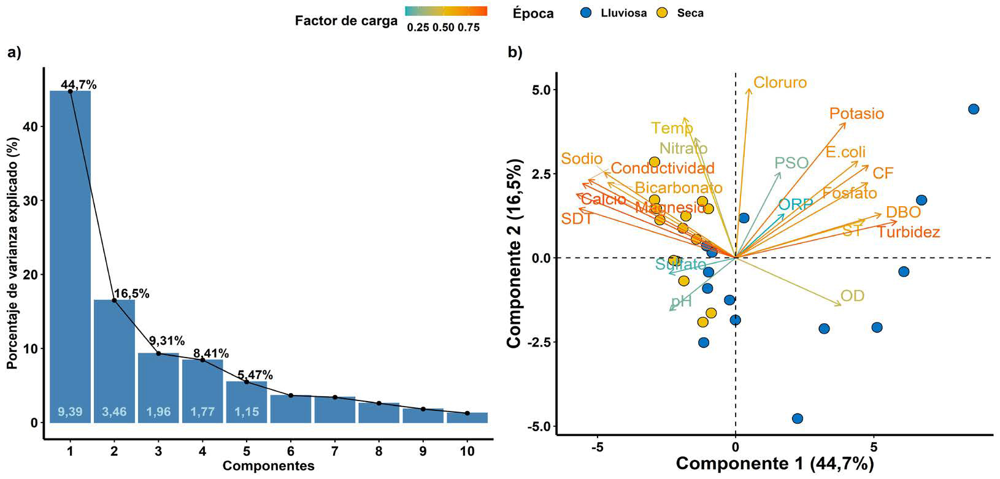 Factor de carga
0.25 0.50 0.75
Época
Lluviosa
Seca
a)
44,7%
16,5%
9,31%
8,41%
5,47%
9,39
3,46
1,96
1,77
1,15
40
30
20
10
0
Porcentaje de varianza explicado (%)
1 2 3 4 5 6 7 8 9 10
Componentes
b)
5.0
2.5
0.0
-2.5
-5.0
Componente 2 (16,5%)
Cloruro
Potasio
Temp
Nitrato
E.coli
Sodio
Conductividad
PSO
CF
Bicarbonato
Fosfato
Calcio
Magnesio
ORP
DBO
SDT
ST
Turbidez
Sulfato
pH
OD
-5 0 5
Componente 1 (44,7%)